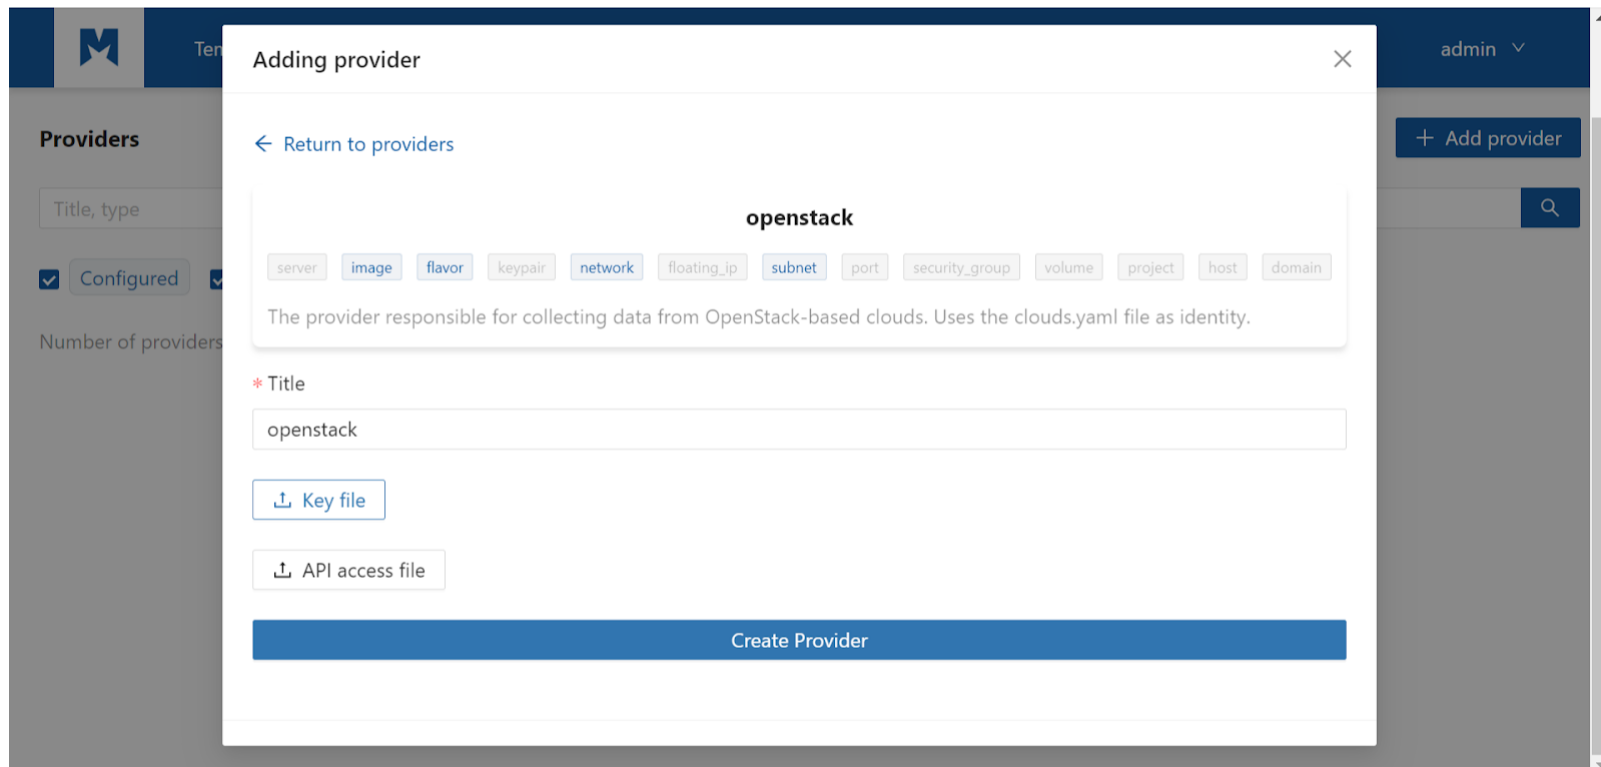 Adding provider
admin
Providers
Return to providers
+ Add provider
Title, type
openstack
server image flavor keypair network floating_ip subnet port security_group volume project host domain
Configured
The provider responsible for collecting data from OpenStack-based clouds. Uses the clouds.yaml file as identity.
Number of providers
* Title
openstack
Key file
API access file
Create Provider